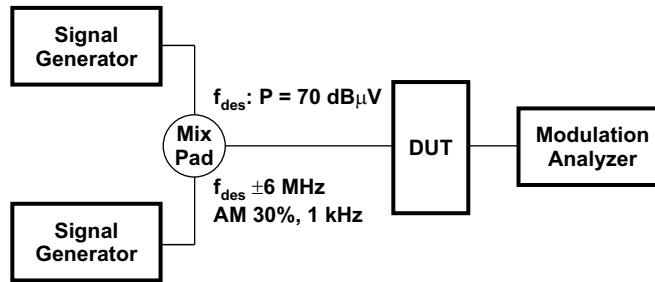 Signal
Generator
f_des: P = 70 dBμV
Mix
Pad
DUT
Modulation
Analyzer
f_des ±6 MHz
AM 30%, 1 kHz
Signal
Generator